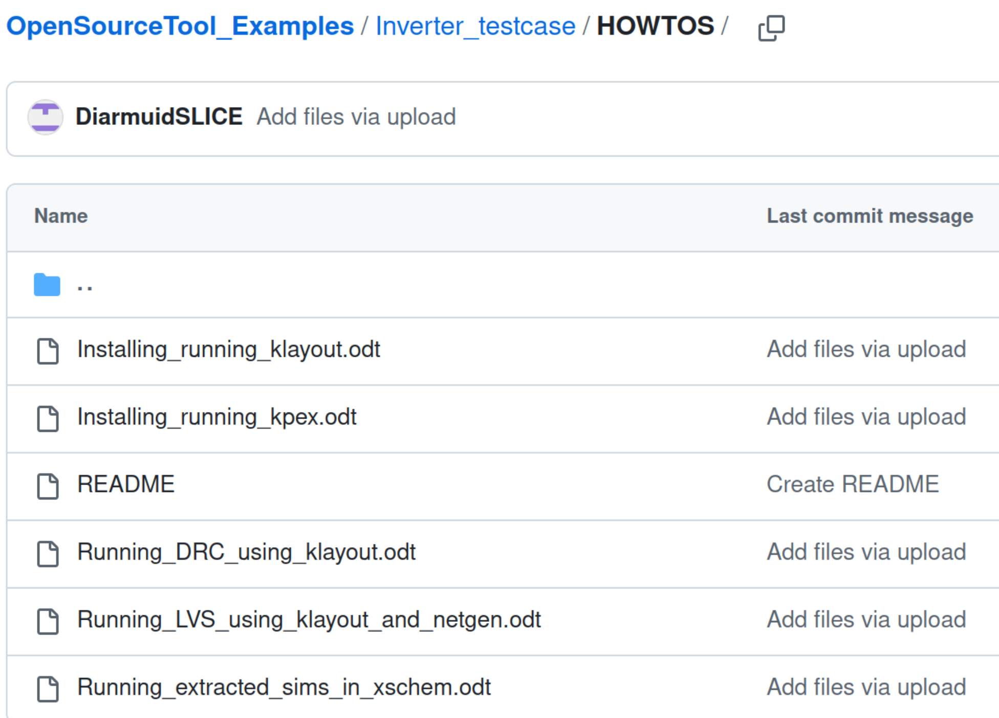 OpenSourceTool_Examples / Inverter_testcase / HOWTOS /
DiarmuidSLICE Add files via upload
Name Last commit message
..
Installing_running_klayout.odt Add files via upload
Installing_running_kpex.odt Add files via upload
README Create README
Running_DRC_using_klayout.odt Add files via upload
Running_LVS_using_klayout_and_netgen.odt Add files via upload
Running_extracted_sims_in_xschem.odt Add files via upload